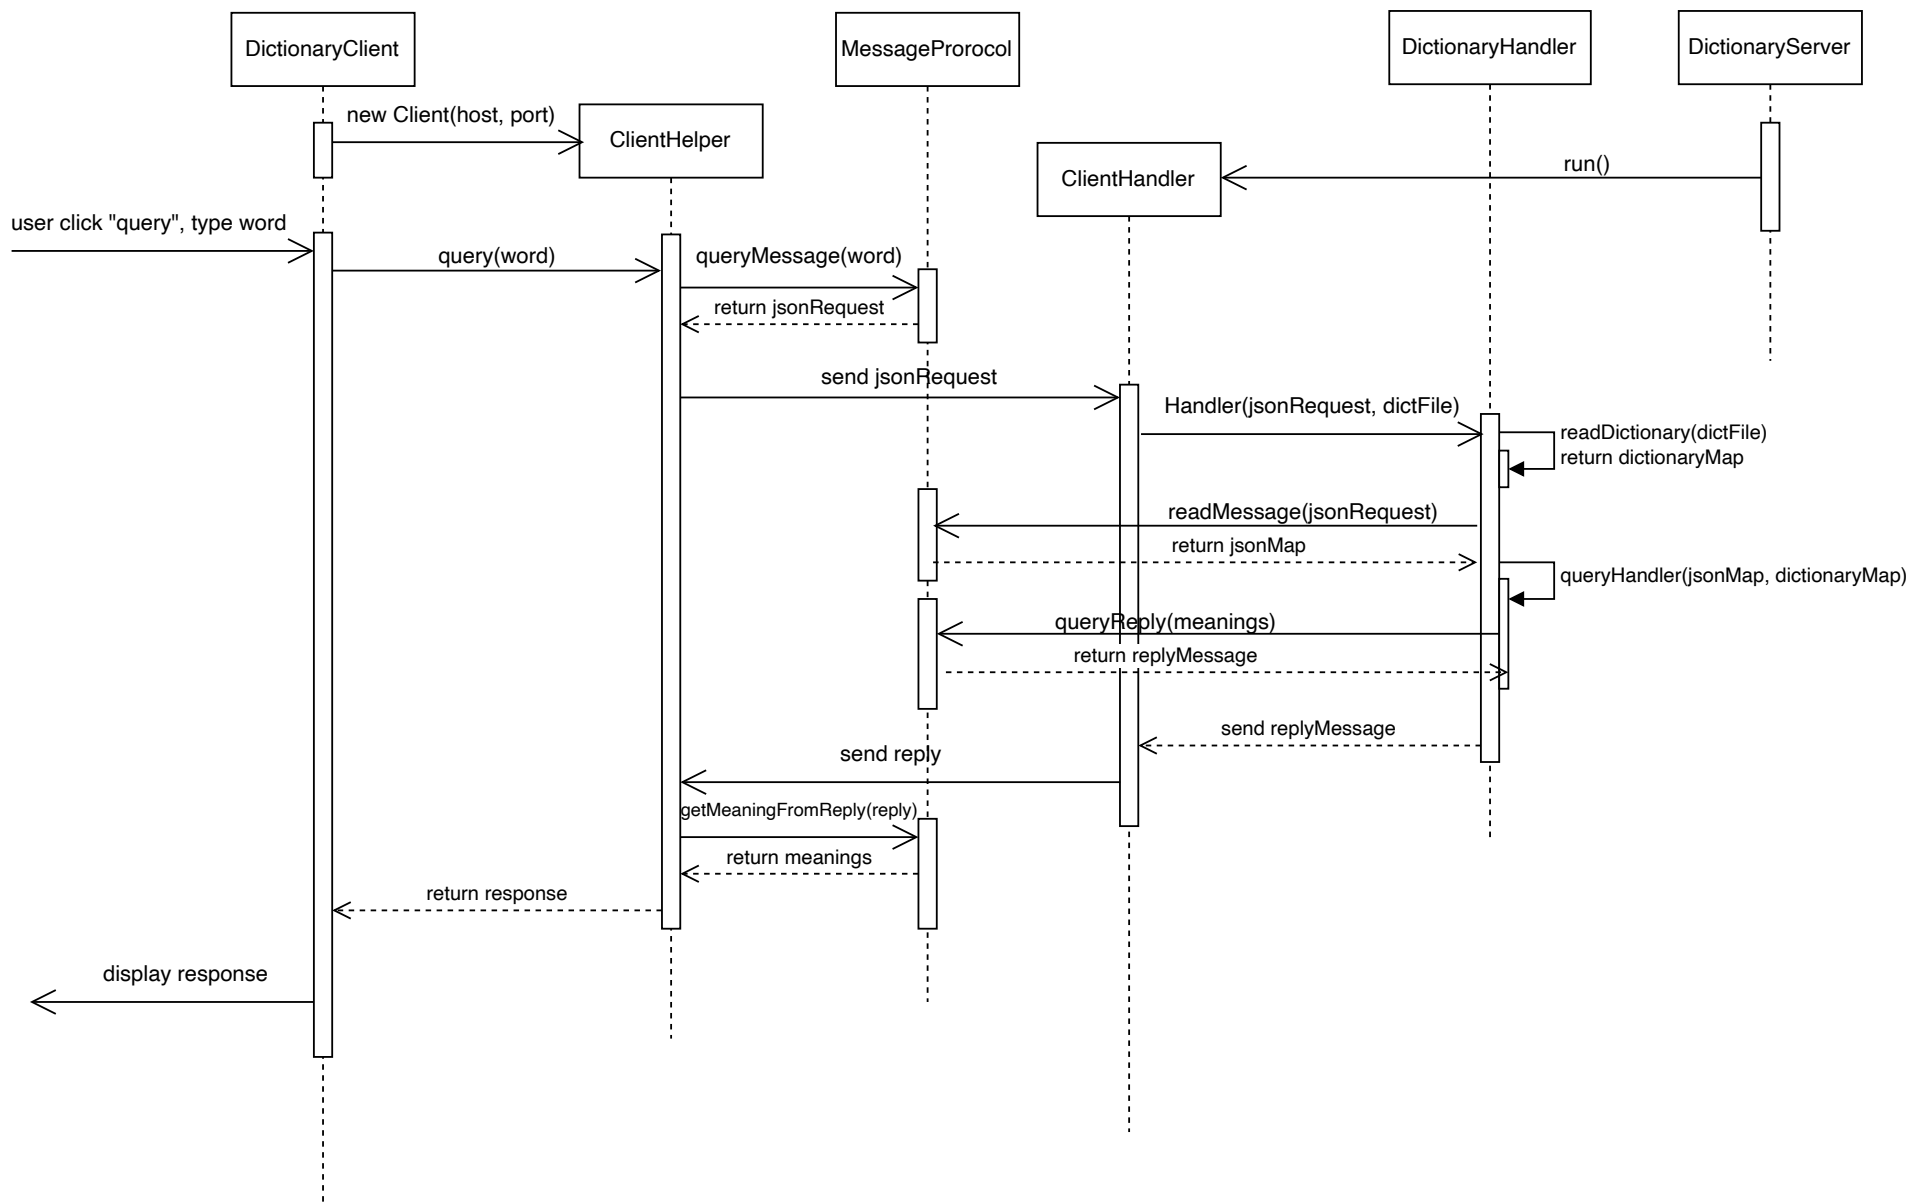 DictionaryClient
MessageProrocol
DictionaryHandler
DictionaryServer
new Client(host, port)
ClientHelper
run()
ClientHandler
user click "query", type word
query(word)
queryMessage(word)
return jsonRequest
send jsonRequest
Handler(jsonRequest, dictFile)
readDictionary(dictFile)
return dictionaryMap
readMessage(jsonRequest)
return jsonMap
queryHandler(jsonMap, dictionaryMap)
queryReply(meanings)
return replyMessage
send replyMessage
send reply
getMeaningFromReply(reply)
return meanings
return response
display response